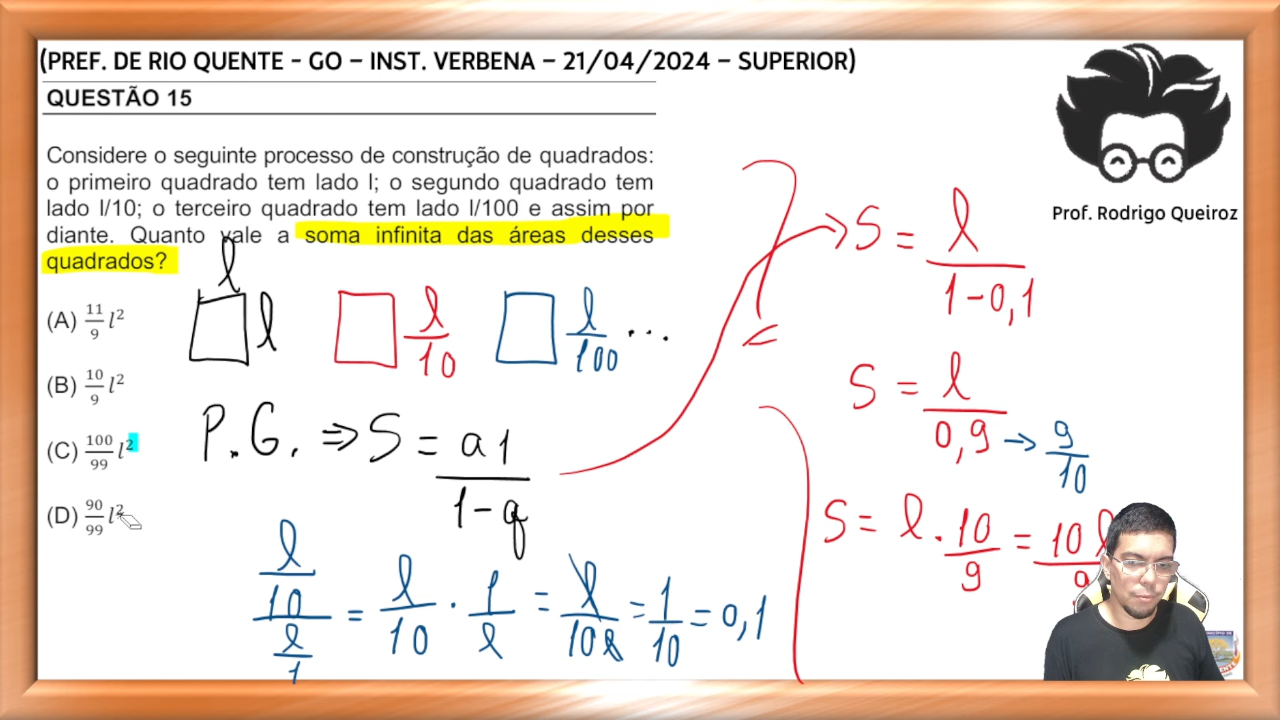 (PREF. DE RIO QUENTE - GO – INST. VERBENA – 21/04/2024 – SUPERIOR)
QUESTÃO 15
Considere o seguinte processo de construção de quadrados:
o primeiro quadrado tem lado l; o segundo quadrado tem
lado l/10; o terceiro quadrado tem lado l/100 e assim por
diante. Quanto vale a soma infinita das áreas desses
quadrados?
(A) 11/9 l²
(B) 10/9 l²
(C) 100/99 l²
(D) 90/99 l²
l
l
l/10
l/100 ...
P.G. ⇒ S = a1/(1-q)
(l/10)/(l/1) = l/10 · 1/l = l/10l = 1/10 = 0,1
Prof. Rodrigo Queiroz
S = l/(1-0,1)
S = l/0,9 → 9/10
S = l · 10/9 = 10l/9